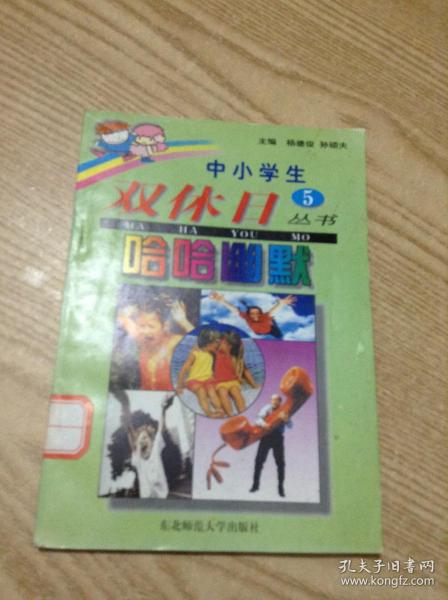 主编 杨德俊 孙硕夫
中小学生
双休日 5 丛书
HA HA YOU MO
哈哈幽默
东北师范大学出版社
孔夫子旧书网
www.kongfz.com